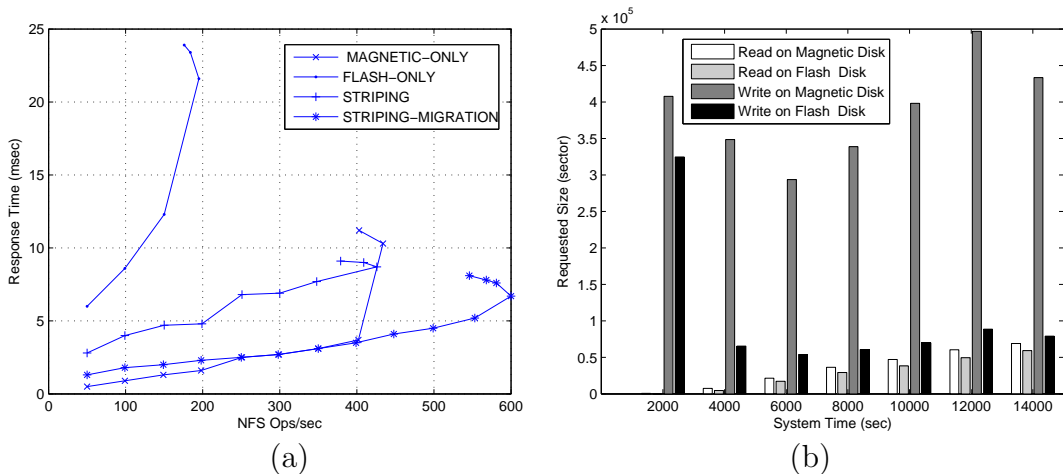 25
20
15
10
5
0
Response Time (msec)
MAGNETIC-ONLY
FLASH-ONLY
STRIPING
STRIPING-MIGRATION
0 100 200 300 400 500 600
NFS Ops/sec
(a)
x 10^5
5
4.5
4
3.5
3
2.5
2
1.5
1
0.5
0
Requested Size (sector)
Read on Magnetic Disk
Read on Flash Disk
Write on Magnetic Disk
Write on Flash Disk
2000 4000 6000 8000 10000 12000 14000
System Time (sec)
(b)